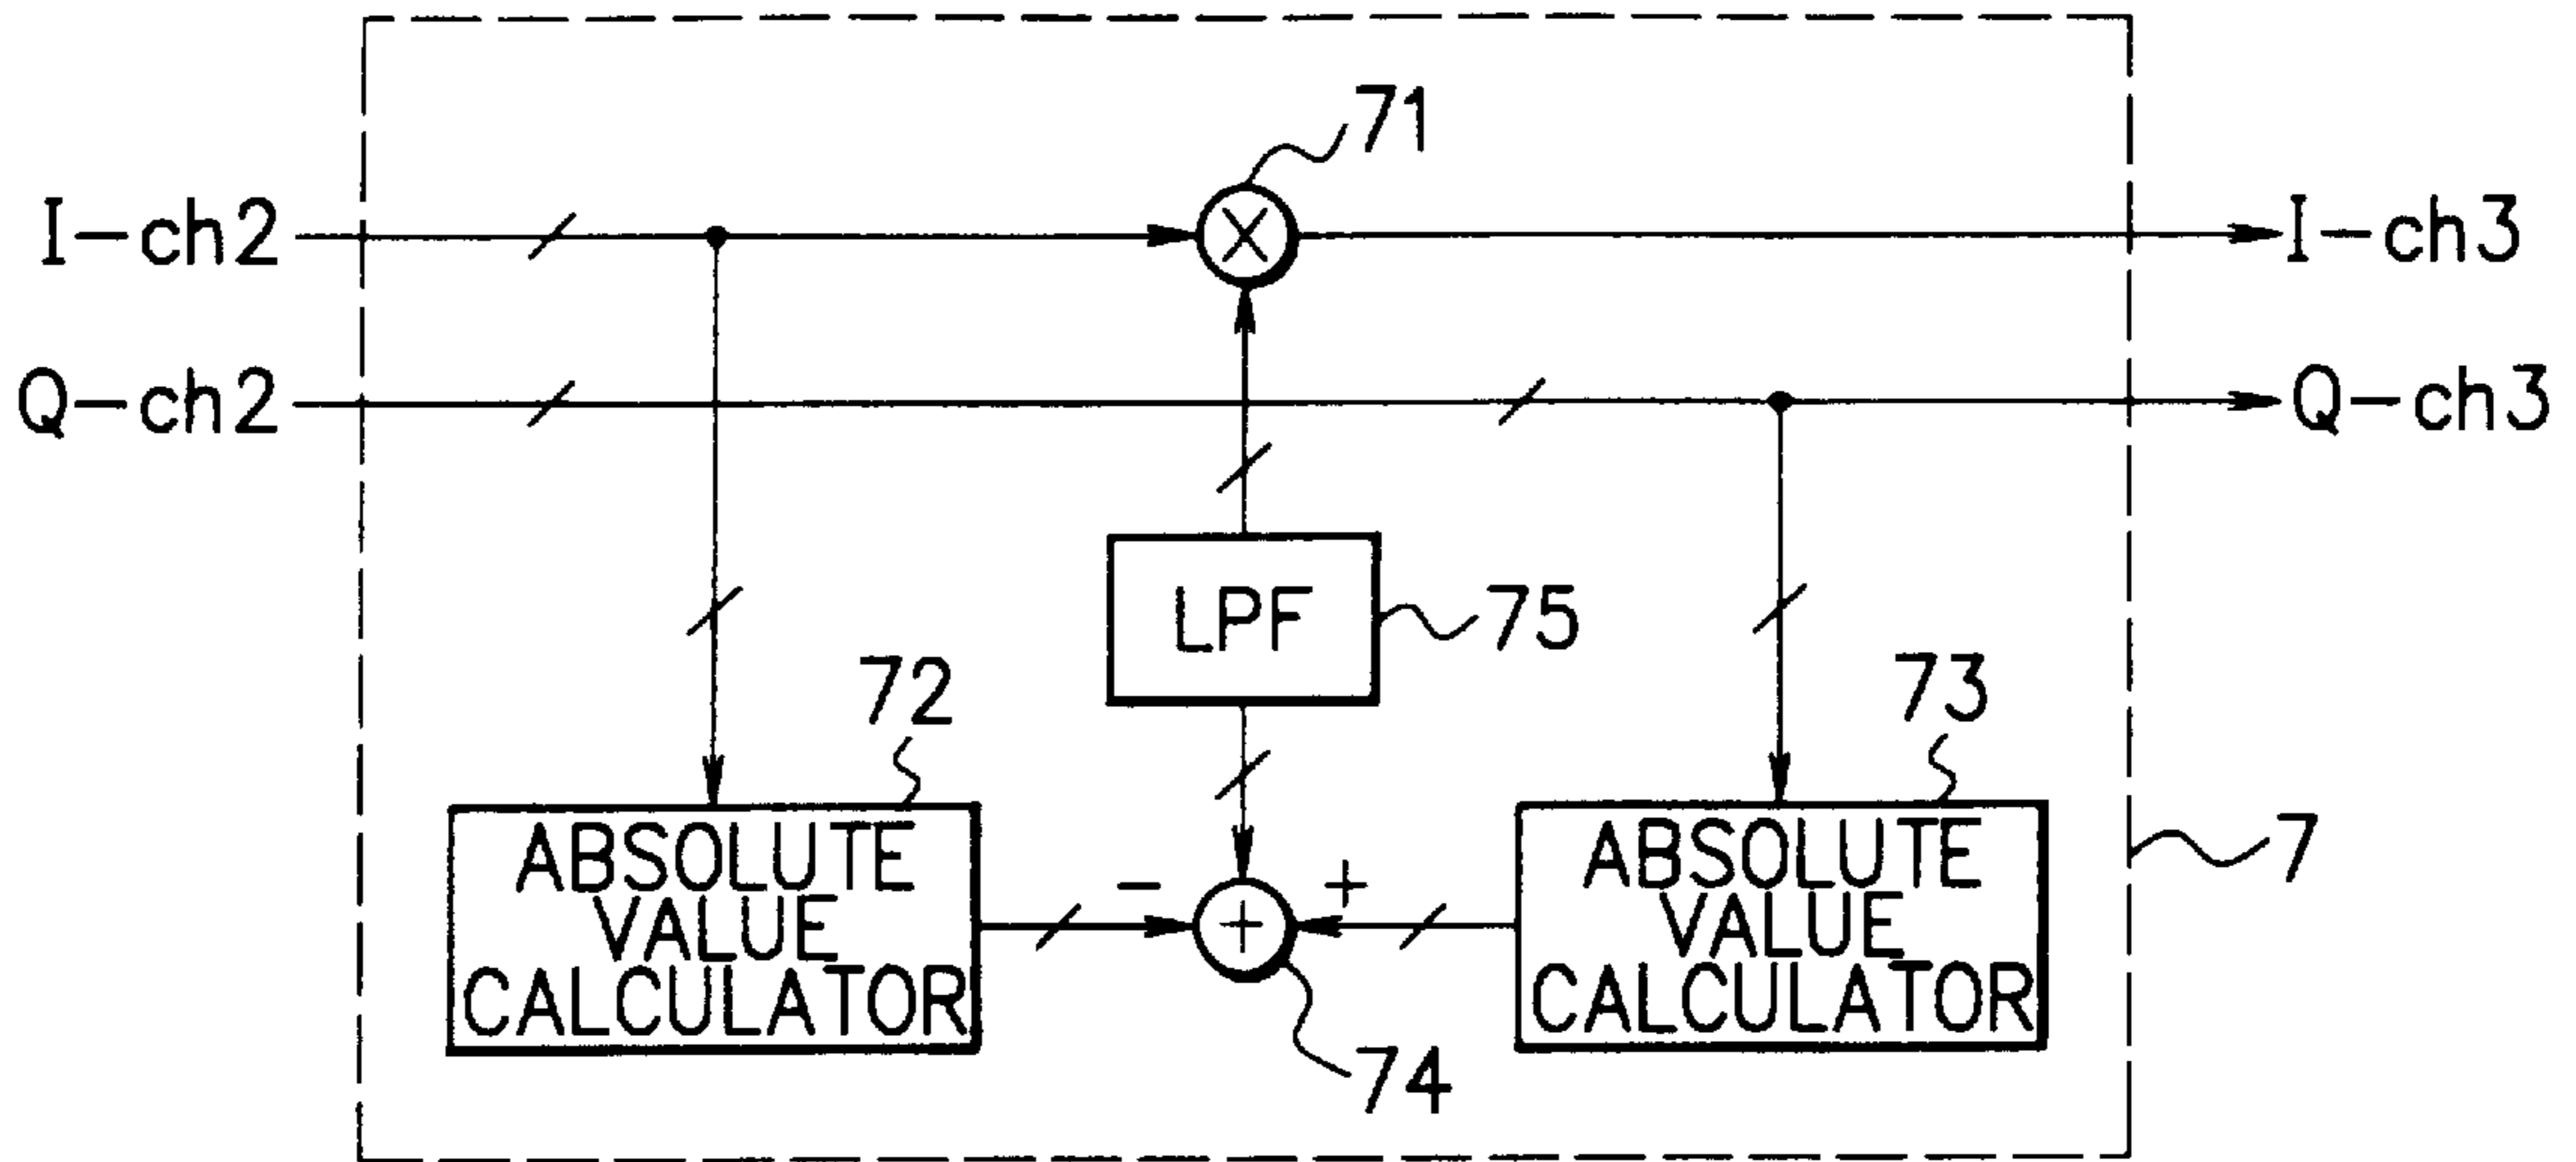 71
I-ch2
I-ch3
Q-ch2
Q-ch3
LPF
75
72
73
ABSOLUTE
VALUE
CALCULATOR
- +
+
ABSOLUTE
VALUE
CALCULATOR
7
74